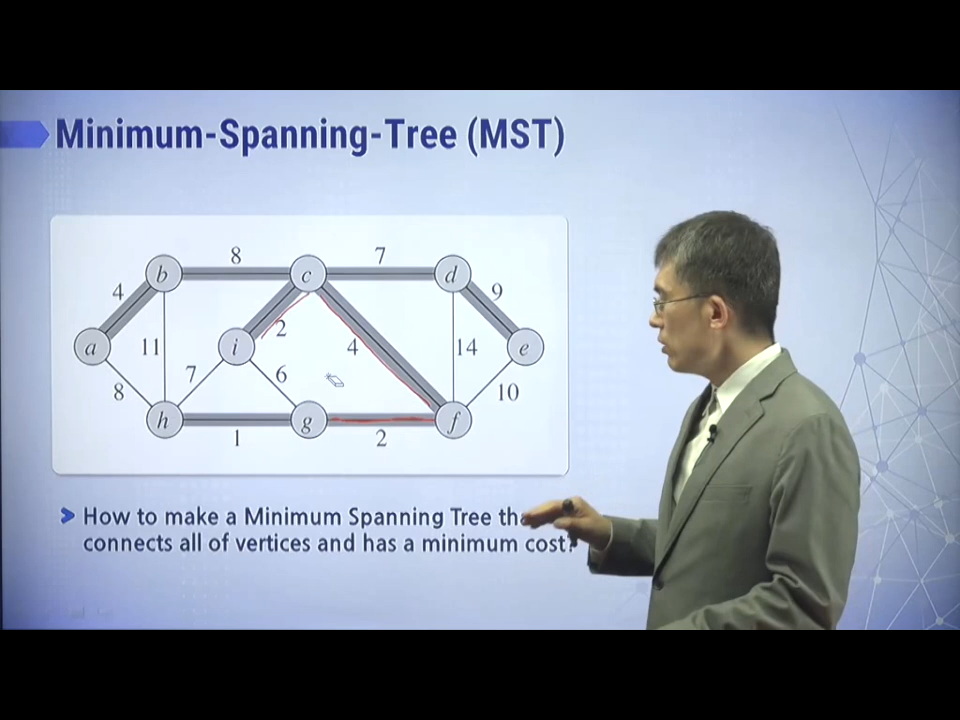 Minimum-Spanning-Tree (MST)
8 7
b c d
4 9
2
a 11 i 4 14 e
8 7 6 10
h g f
1 2
How to make a Minimum Spanning Tree
connects all of vertices and has a minimum cost?